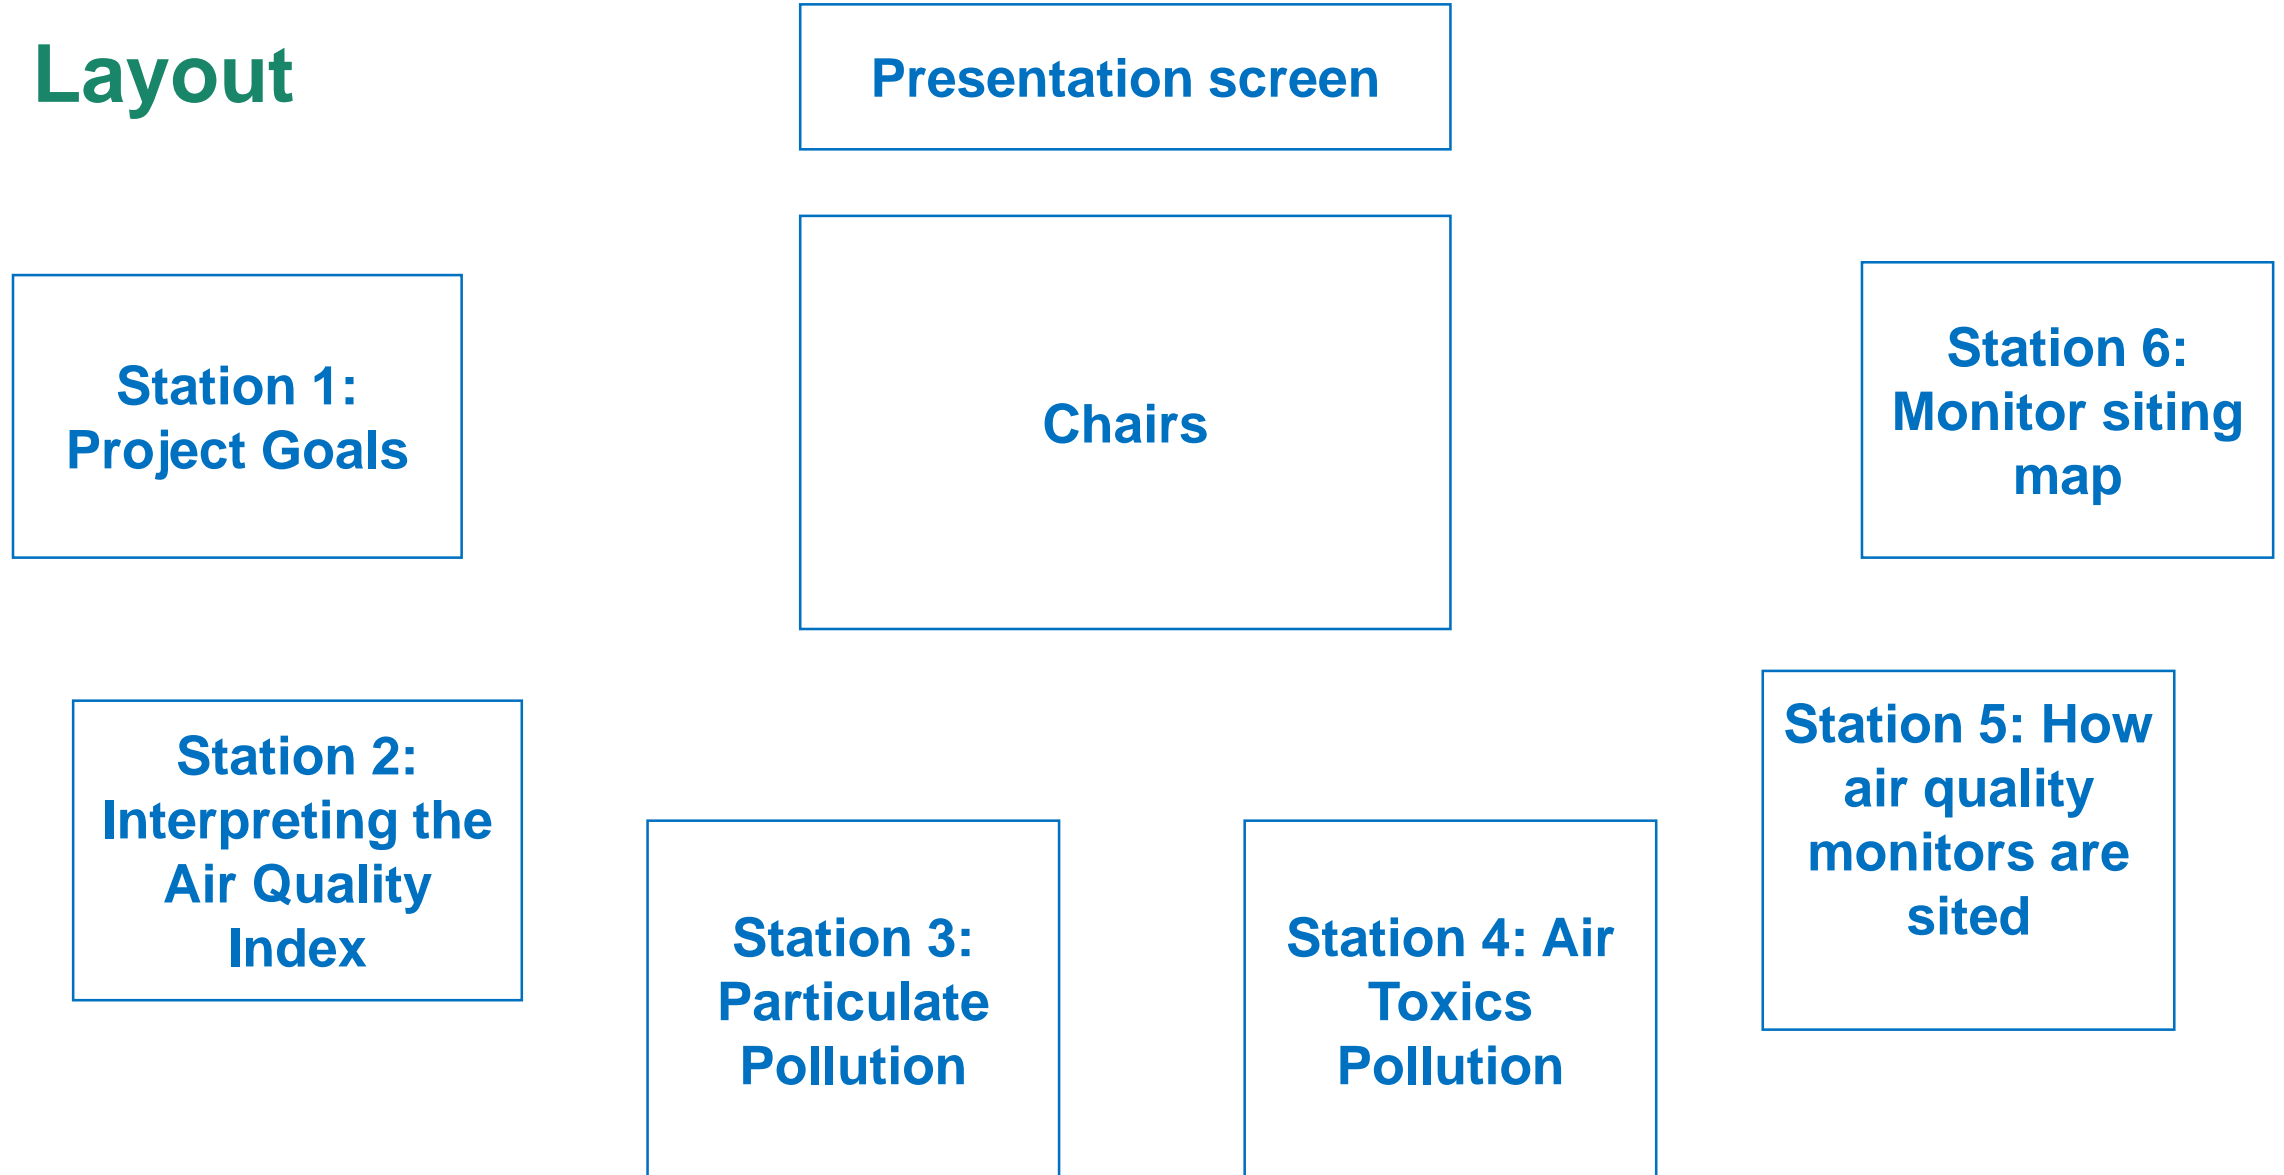 Layout
Presentation screen
Chairs
Station 1:
Project Goals
Station 2:
Interpreting the
Air Quality
Index
Station 3:
Particulate
Pollution
Station 4: Air
Toxics
Pollution
Station 5: How
air quality
monitors are
sited
Station 6:
Monitor siting
map